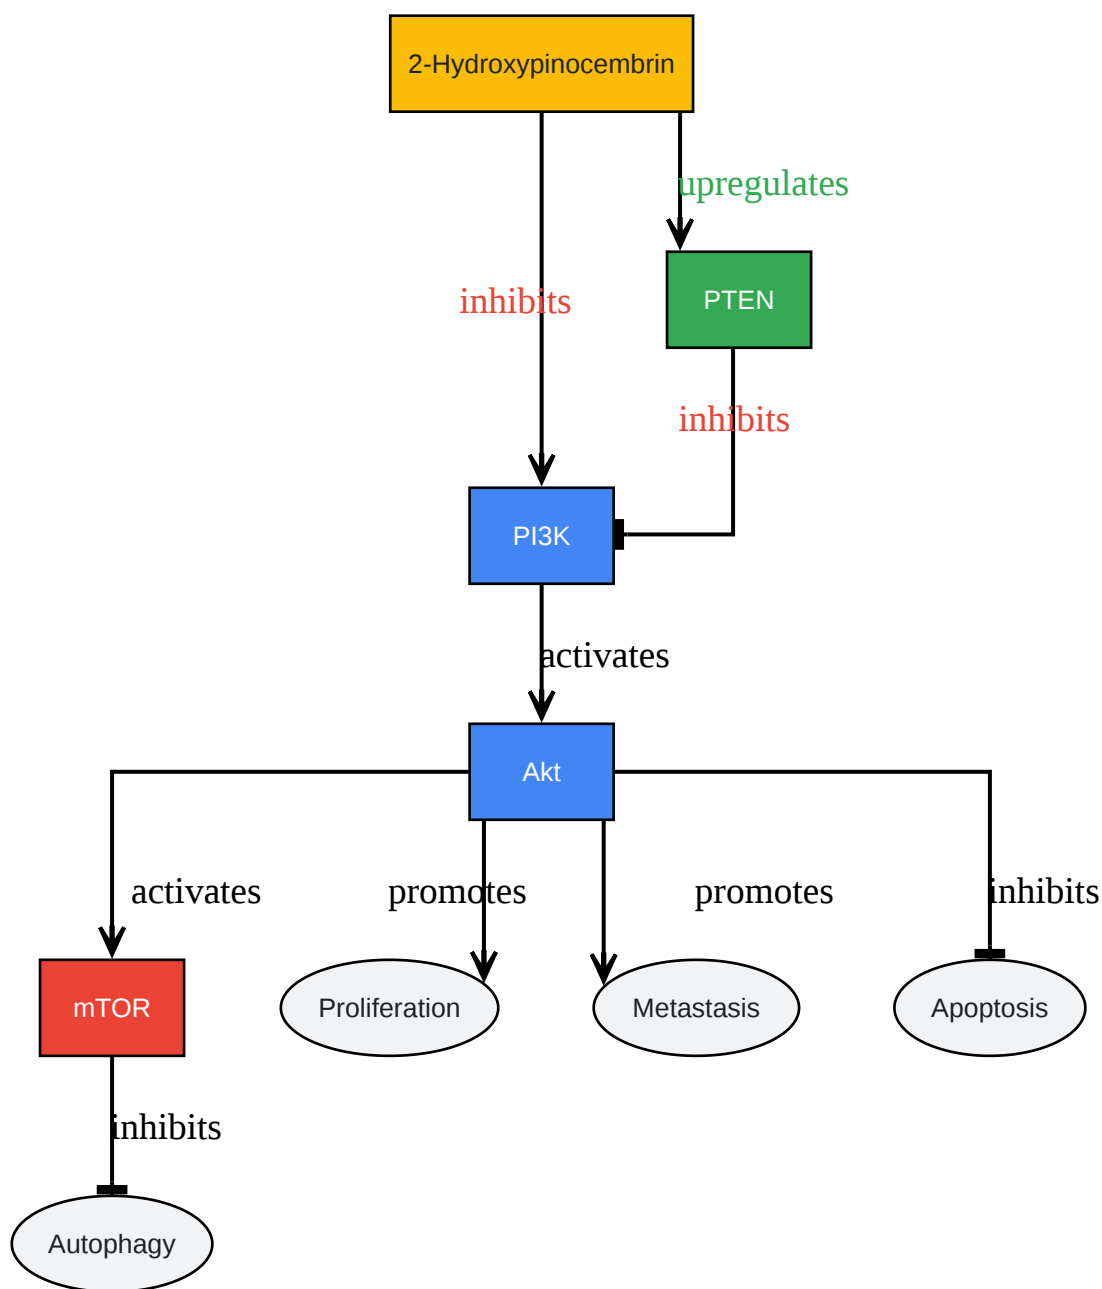 2-Hydroxypinocembrin
upregulates
inhibits
PTEN
inhibits
PI3K
activates
Akt
activates
promotes
promotes
inhibits
mTOR
Proliferation
Metastasis
Apoptosis
inhibits
Autophagy